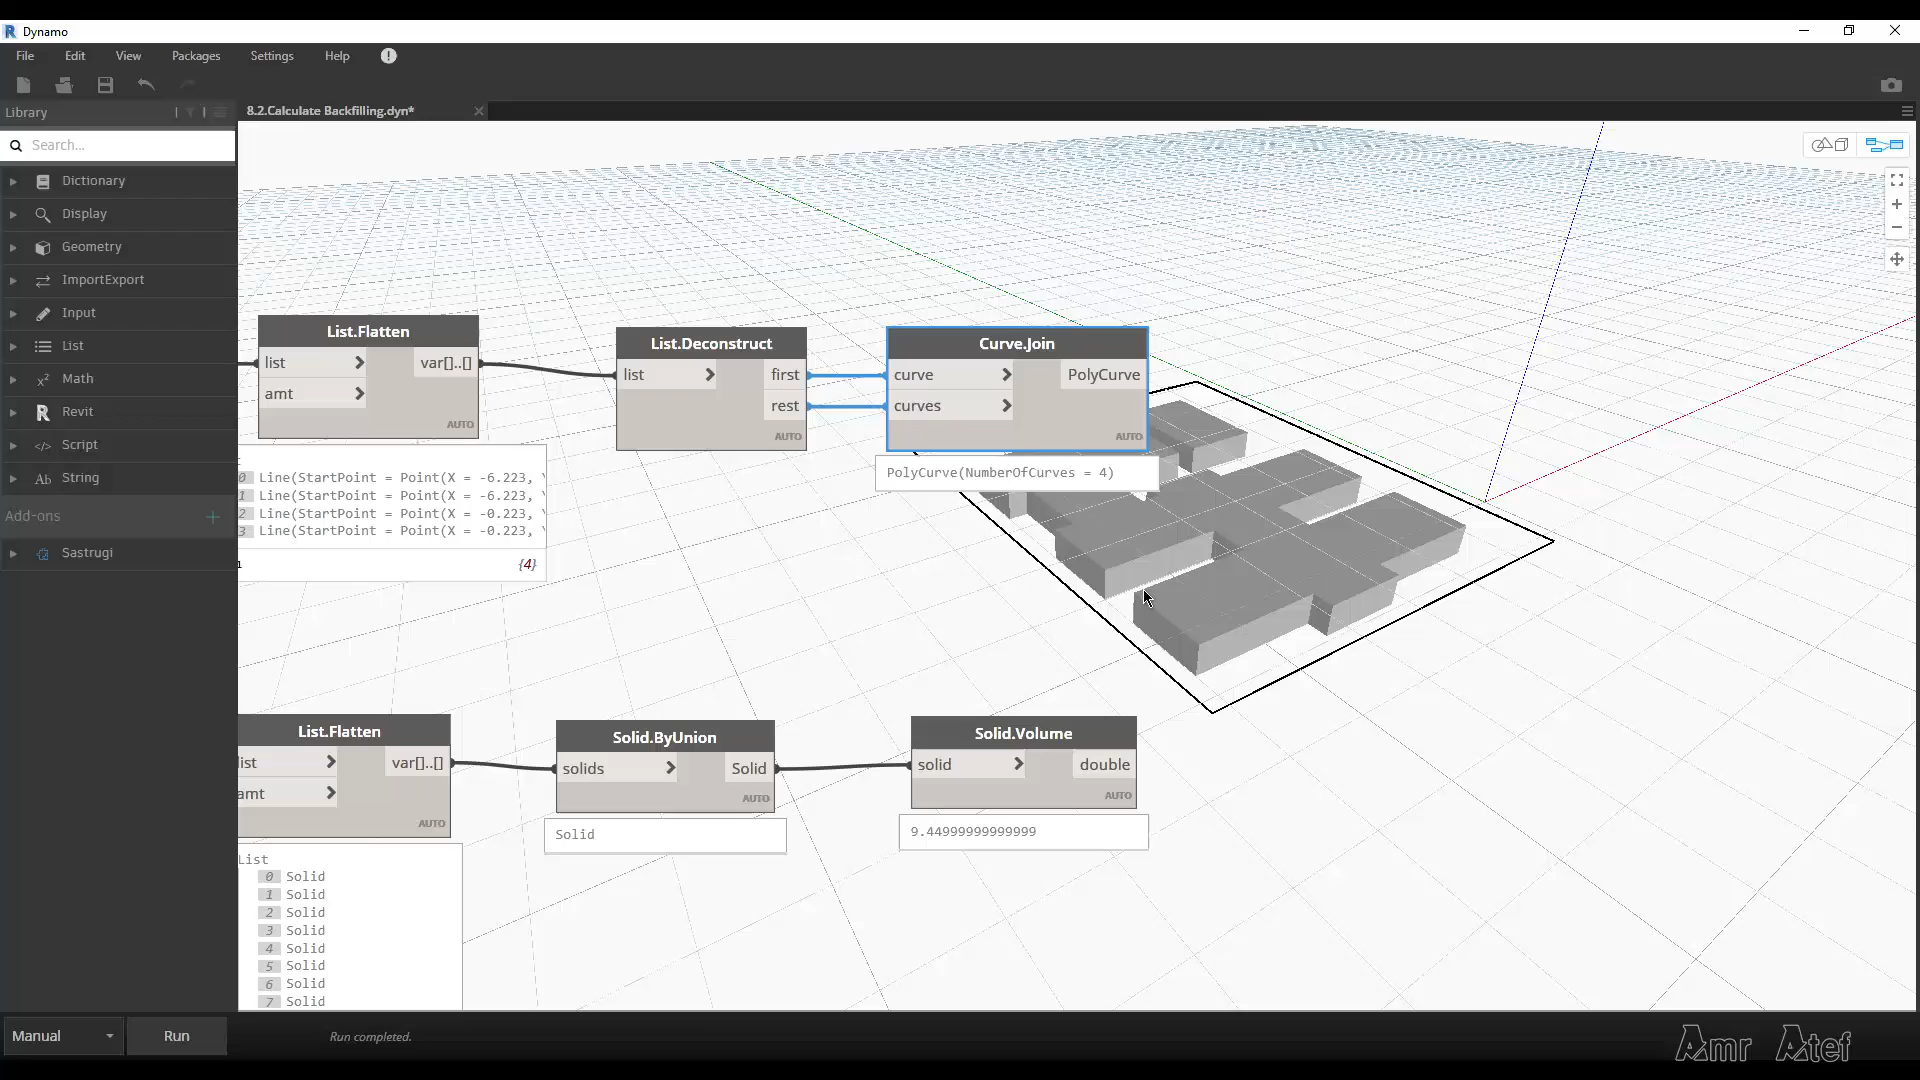 Dynamo
File Edit View Packages Settings Help
Library
8.2.Calculate Backfilling.dyn*
Search...
Dictionary
Display
Geometry
ImportExport
Input
List
Math
Revit
Script
String
Add-ons
Sastrugi
List.Flatten
list var[]..[]
amt
AUTO
0 Line(StartPoint = Point(X = -6.223,
1 Line(StartPoint = Point(X = -6.223,
2 Line(StartPoint = Point(X = -0.223,
3 Line(StartPoint = Point(X = -0.223,
{4}
List.Deconstruct
list first
rest
AUTO
Curve.Join
curve PolyCurve
curves
AUTO
PolyCurve(NumberOfCurves = 4)
List.Flatten
list var[]..[]
amt
AUTO
List
0 Solid
1 Solid
2 Solid
3 Solid
4 Solid
5 Solid
6 Solid
7 Solid
Solid.ByUnion
solids Solid
AUTO
Solid
Solid.Volume
solid double
AUTO
9.44999999999999
Manual Run Run completed.
Amr Atef